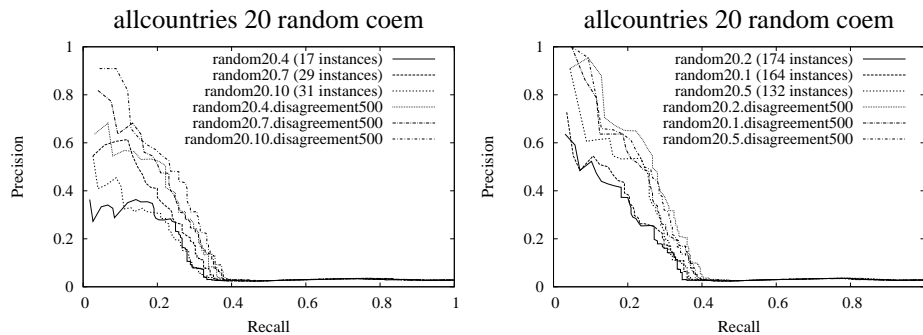 allcountries 20 random coem
1
0.8
0.6
0.4
0.2
0
Precision
random20.4 (17 instances)
random20.7 (29 instances)
random20.10 (31 instances)
random20.4.disagreement500
random20.7.disagreement500
random20.10.disagreement500
0 0.2 0.4 0.6 0.8 1
Recall
allcountries 20 random coem
1
0.8
0.6
0.4
0.2
0
Precision
random20.2 (174 instances)
random20.1 (164 instances)
random20.5 (132 instances)
random20.2.disagreement500
random20.1.disagreement500
random20.5.disagreement500
0 0.2 0.4 0.6 0.8
Recall